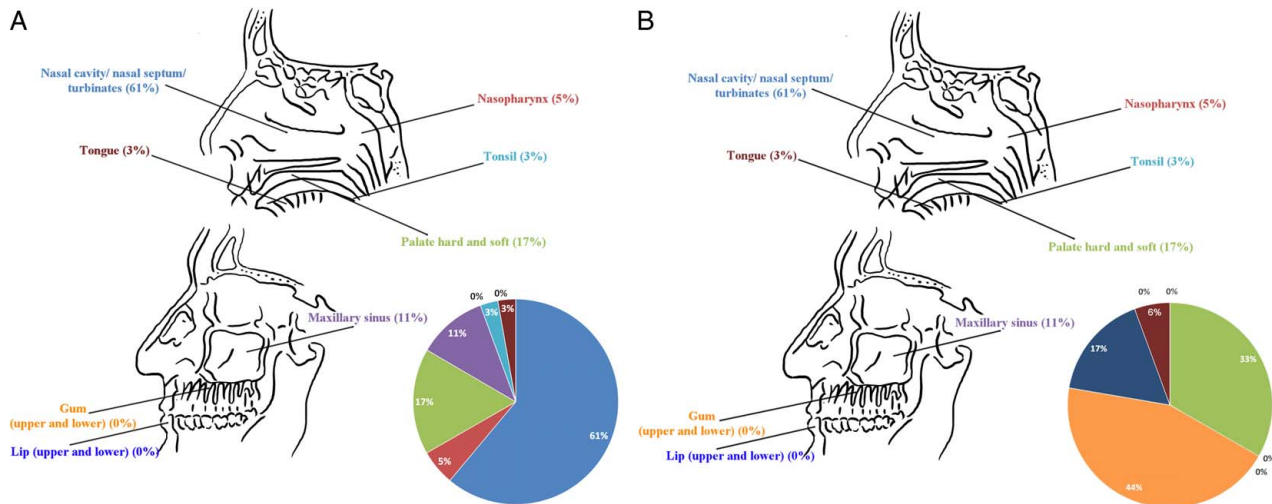 A
Nasal cavity/ nasal septum/
turbinates (61%)
Nasopharynx (5%)
Tongue (3%)
Tonsil (3%)
Palate hard and soft (17%)
Maxillary sinus (11%)
Gum
(upper and lower) (0%)
Lip (upper and lower) (0%)
0%
0%
3%
3%
11%
17%
5%
61%
B
Nasal cavity/ nasal septum/
turbinates (61%)
Nasopharynx (5%)
Tongue (3%)
Tonsil (3%)
Palate hard and soft (17%)
Maxillary sinus (11%)
Gum
(upper and lower) (0%)
Lip (upper and lower) (0%)
0%
0%
6%
17%
33%
0%
0%
44%